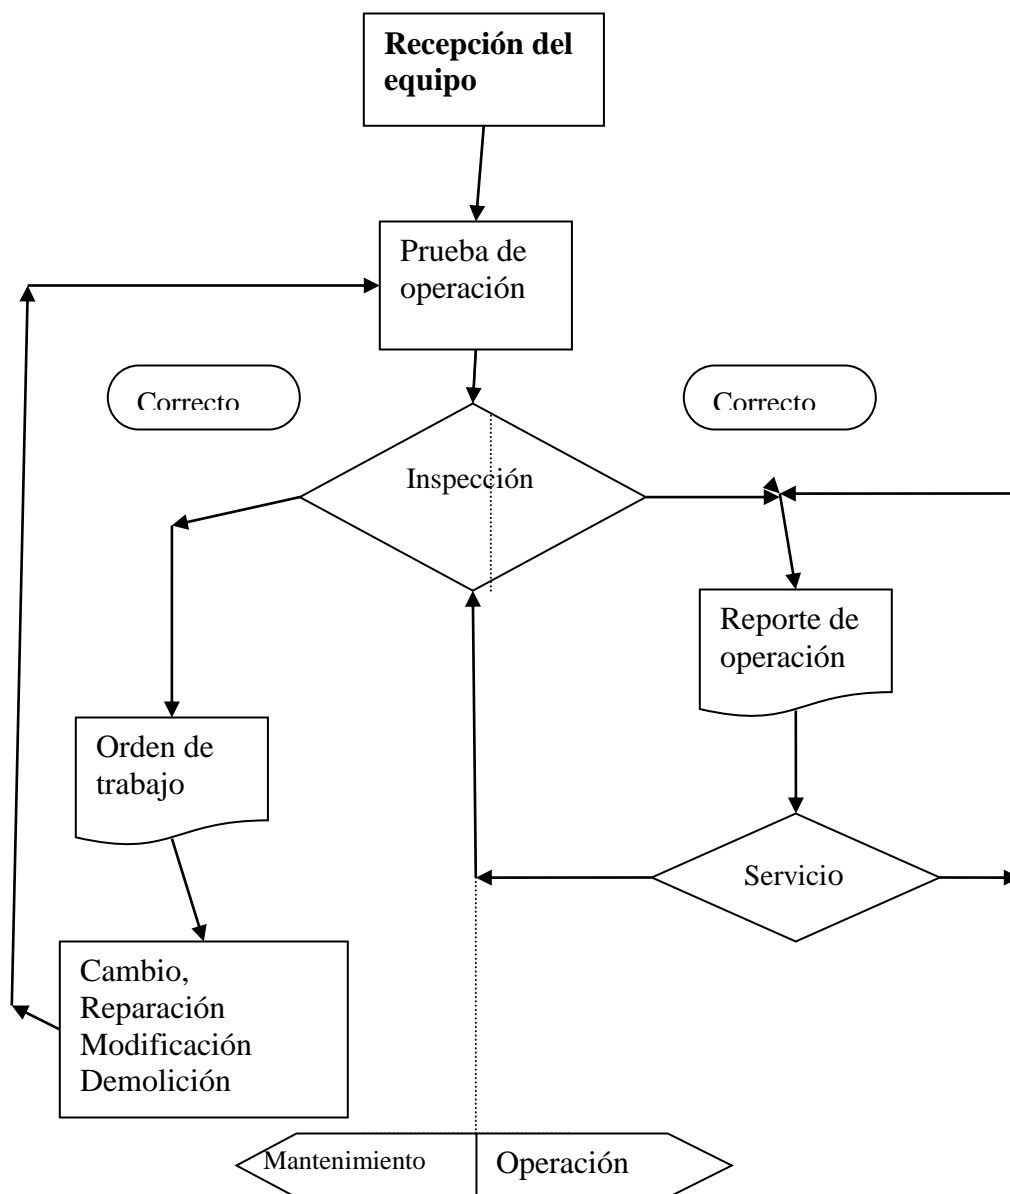 Recepción del
equipo
Prueba de
operación
Correcto
Correcto
Inspección
Reporte de
operación
Orden de
trabajo
Servicio
Cambio,
Reparación
Modificación
Demolición
Mantenimiento
Operación